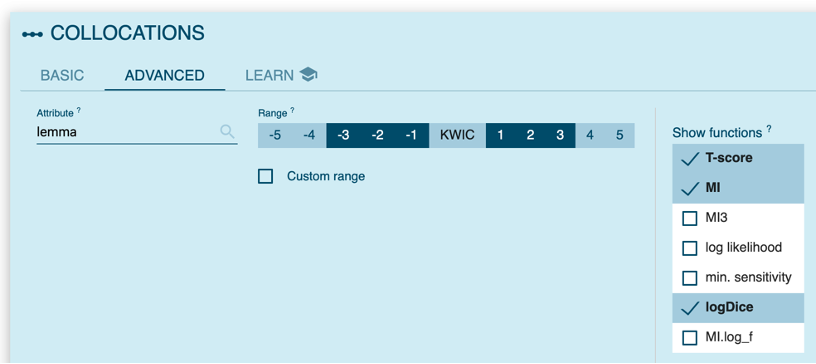 COLLOCATIONS
BASIC ADVANCED LEARN
Attribute ?
lemma
Range ?
-5 -4 -3 -2 -1 KWIC 1 2 3 4 5
Custom range
Show functions ?
T-score
MI
MI3
log likelihood
min. sensitivity
logDice
MI.log_f